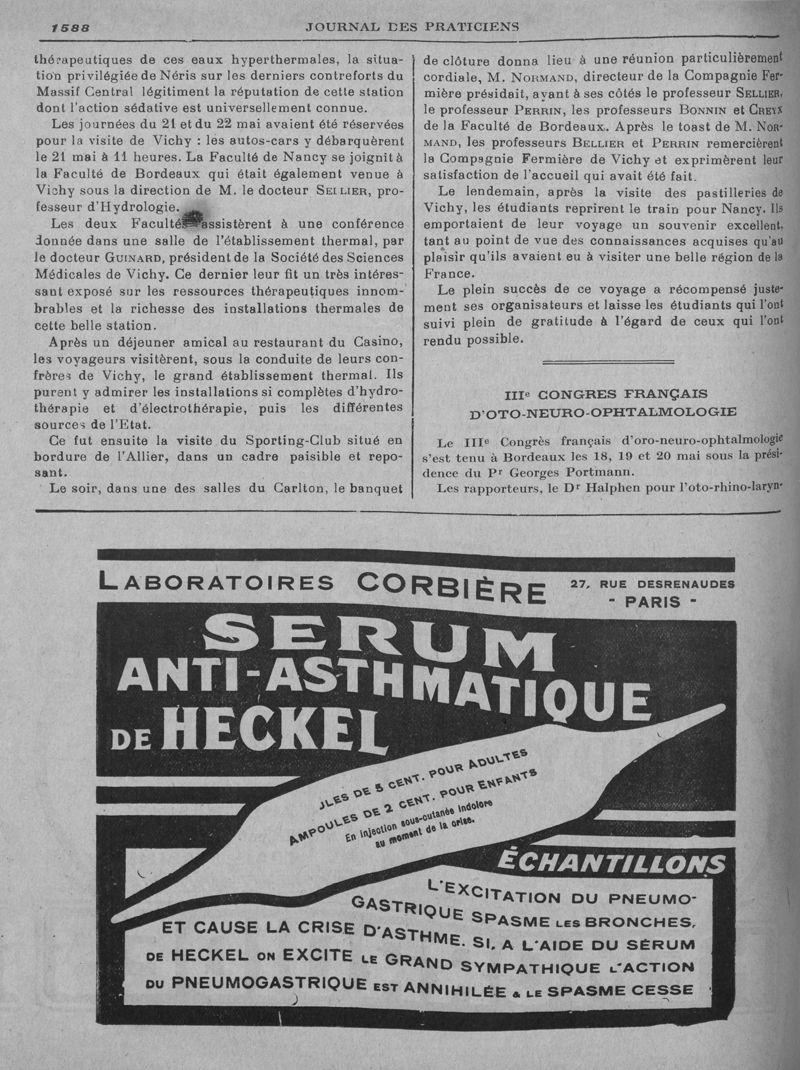 1588
JOURNAL DES PRATICIENS
thérapeutiques de ces eaux hyperthermales, la situa-
tion privilégiée de Néris sur les derniers contreforts du
Massif Central légitiment la réputation de cette station
dont l'action sédative est universellement connue.
Les journées du 21 et du 22 mai avaient été réservées
pour la visite de Vichy : les autos-cars y débarquèrent
le 21 mai à 11 heures. La Faculté de Nancy se joignit à
la Faculté de Bordeaux qui était également venue à
Vichy sous la direction de M. le docteur SELLIER, pro-
fesseur d'Hydrologie.
Les deux Faculté assistèrent à une conférence
donnée dans une salle de l'établissement thermal, par
le docteur GUINARD, président de la Société des Sciences
Médicales de Vichy. Ce dernier leur fit un très intéres-
sant exposé sur les ressources thérapeutiques innom-
brables et la richesse des installations thermales de
cette belle station.
Après un déjeuner amical au restaurant du Casino,
les voyageurs visitèrent, sous la conduite de leurs con-
frères de Vichy, le grand établissement thermal. Ils
purent y admirer les installations si complètes d'hydro-
thérapie et d'électrothérapie, puis les différentes
sources de l'Etat.
Ce fut ensuite la visite du Sporting-Club situé en
bordure de l'Allier, dans un cadre paisible et repo-
sant.
Le soir, dans une des salles du Carlton, le banquet
de clôture donna lieu à une réunion particulièrement
cordiale, M. NORMAND, directeur de la Compagnie Fer-
mière présidait, ayant à ses côtés le professeur SELLIER,
le professeur PERRIN, les professeurs BONNIN et CREYX
de la Faculté de Bordeaux. Après le toast de M. NOR-
MAND, les professeurs BELLIER et PERRIN remercièrent
la Compagnie Fermière de Vichy et exprimèrent leur
satisfaction de l'accueil qui avait été fait.
Le lendemain, après la visite des pastilleries de
Vichy, les étudiants reprirent le train pour Nancy. Ils
emportaient de leur voyage un souvenir excellent,
tant au point de vue des connaissances acquises qu'au
plaisir qu'ils avaient eu à visiter une belle région de la
France.
Le plein succès de ce voyage a récompensé juste-
ment ses organisateurs et laisse les étudiants qui l'ont
suivi plein de gratitude à l'égard de ceux qui l'ont
rendu possible.
IIIe CONGRES FRANÇAIS
D'OTO-NEURO-OPHTALMOLOGIE
Le IIIe Congrès français d'oro-neuro-ophtalmologie
s'est tenu à Bordeaux les 18, 19 et 20 mai sous la prési-
dence du Pr Georges Portmann.
Les rapporteurs, le Dr Halphen pour l'oto-rhino-laryn-
LABORATOIRES CORBIÈRE
27, RUE DESRENAUDES
- PARIS -
SERUM
ANTI-ASTHMATIQUE
DE HECKEL
ULES DE 5 CENT. POUR ADULTES
AMPOULES DE 2 CENT. POUR ENFANTS
En injection sous-cutanée indolore
au moment de la crise.
ÉCHANTILLONS
L'EXCITATION DU PNEUMO-
GASTRIQUE SPASME LES BRONCHES,
ET CAUSE LA CRISE D'ASTHME. SI, A L'AIDE DU SÉRUM
DE HECKEL ON EXCITE LE GRAND SYMPATHIQUE L'ACTION
DU PNEUMOGASTRIQUE EST ANNIHILÉE & LE SPASME CESSE